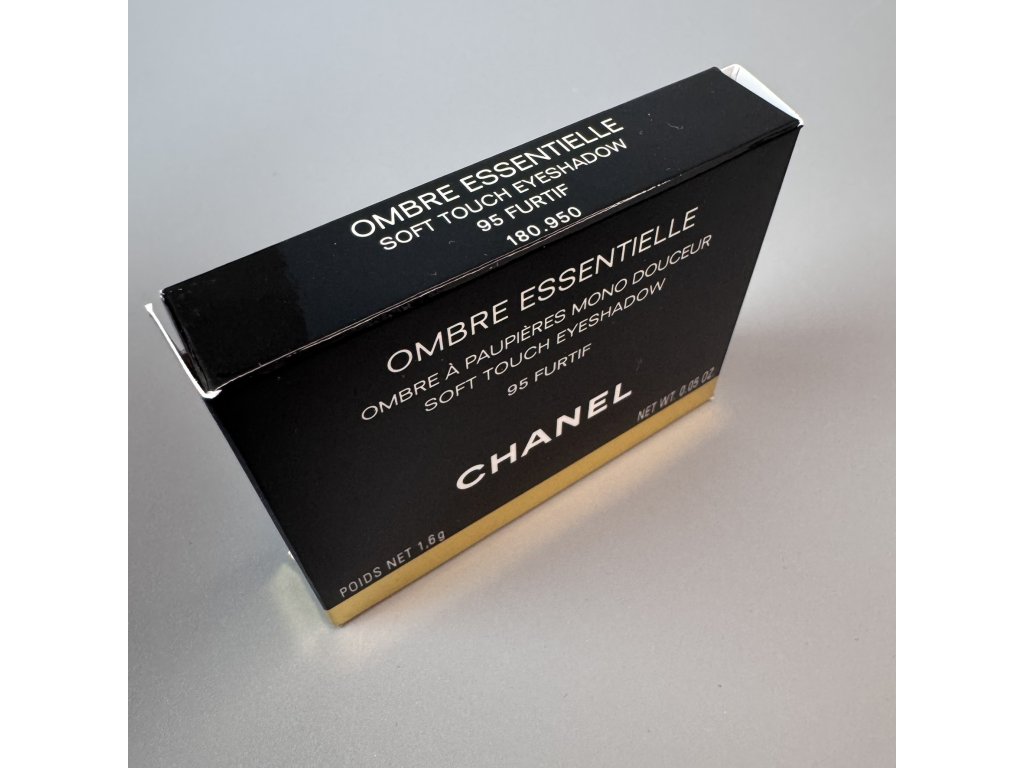 OMBRE ESSENTIELLE
SOFT TOUCH EYESHADOW
95 FURTIF
180.950
OMBRE ESSENTIELLE
OMBRE À PAUPIÈRES MONO DOUCEUR
SOFT TOUCH EYESHADOW
95 FURTIF
CHANEL
POIDS NET 1,6g
NET WT. 0.05 OZ